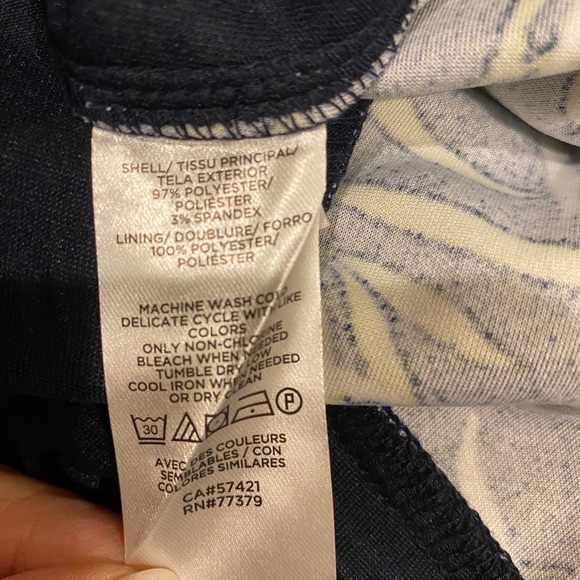 SHELL/ TISSU PRINCIPAL/
TELA EXTERIOR
97% POLYESTER/
POLIÉSTER
3% SPANDEX
LINING/ DOUBLURE/ FORRO
100% POLYESTER/
POLIÉSTER
MACHINE WASH COLD
DELICATE CYCLE WITH LIKE
COLORS
ONLY NON-CHLORINE
BLEACH WHEN
TUMBLE DRY NEEDED
COOL IRON WHEN
OR DRY CLEAN
30
P
AVEC DES COULEURS
SEMBLABLES / CON
COLORES SIMILARES
CA#57421
RN#77379